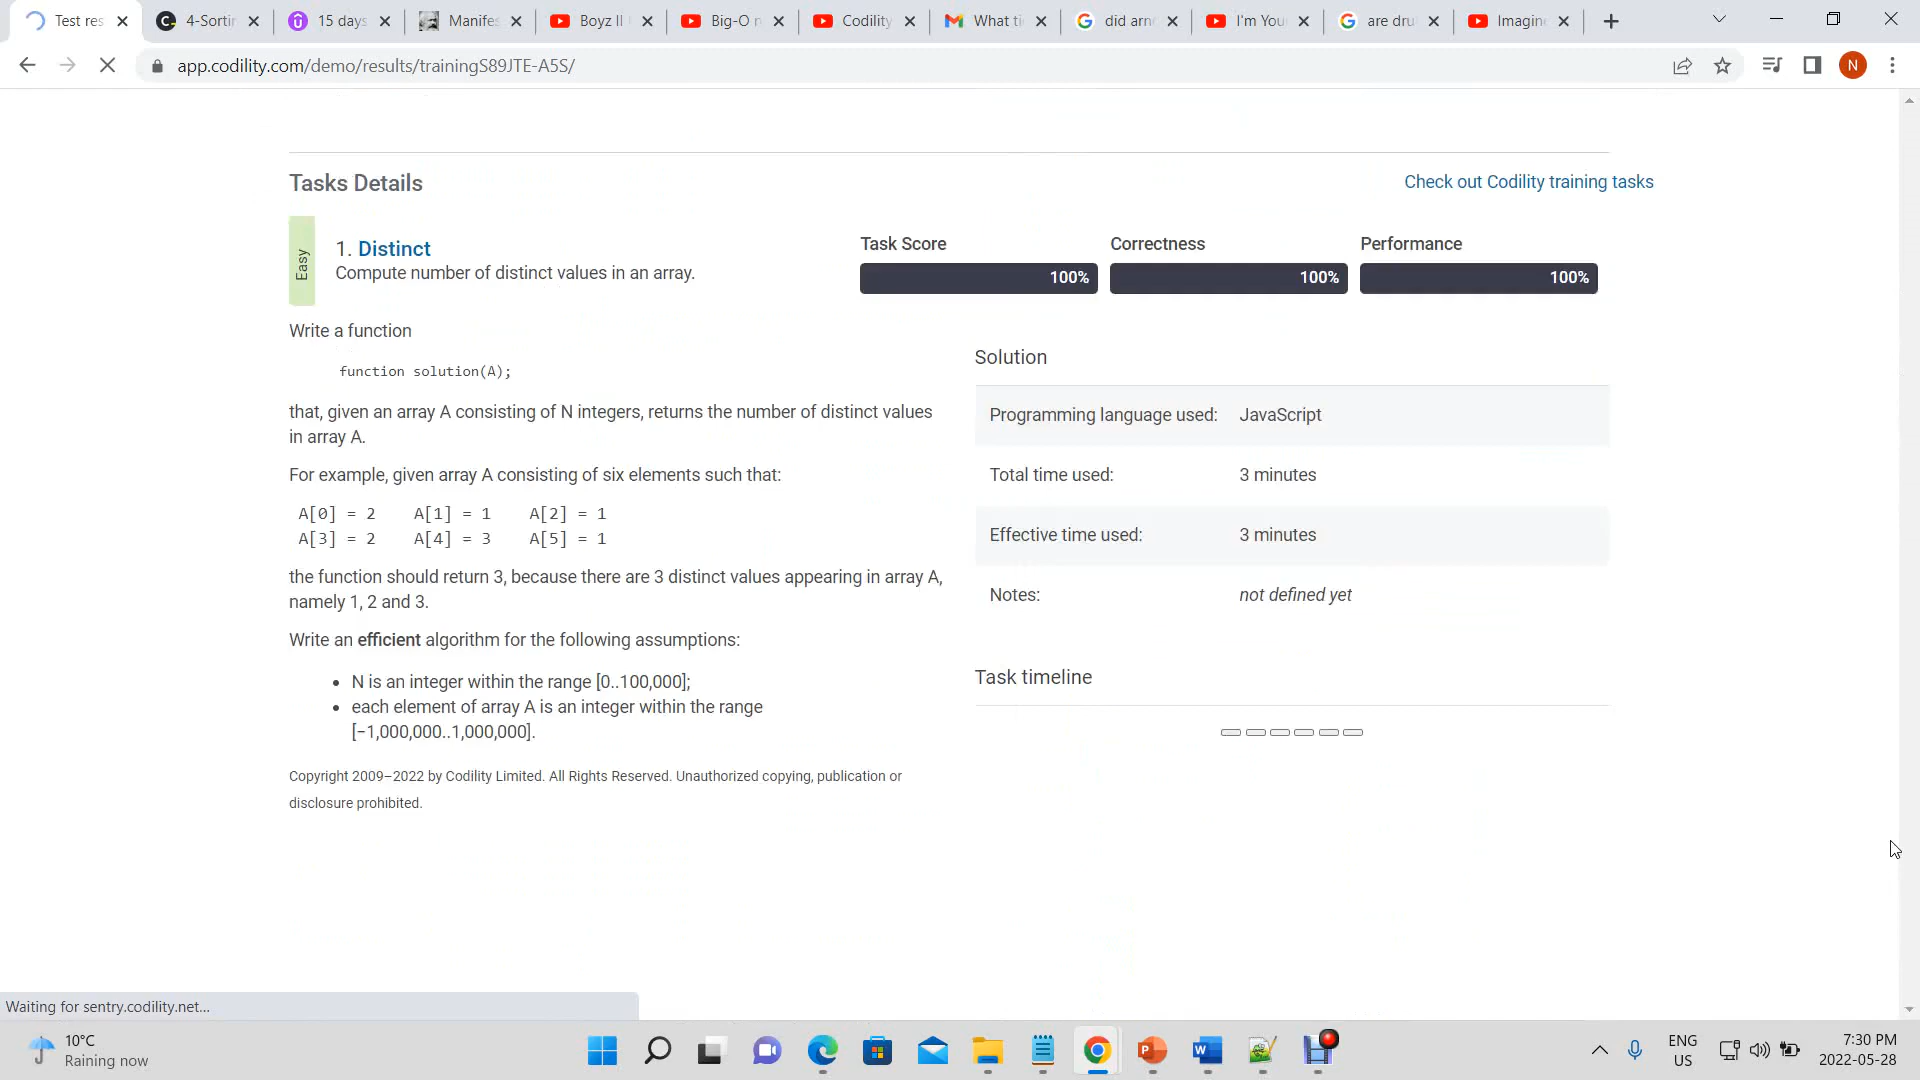 Test res
4-Sortin
15 days
Manifes
Boyz II
Big-O n
Codility
What ti
did arn
I'm You
are dru
Imagine
app.codility.com/demo/results/trainingS89JTE-A5S/
N
Tasks Details
Check out Codility training tasks
Easy
1. Distinct
Compute number of distinct values in an array.
Task Score
Correctness
Performance
100%
100%
100%
Write a function
function solution(A);
that, given an array A consisting of N integers, returns the number of distinct values
in array A.
For example, given array A consisting of six elements such that:
A[0] = 2 A[1] = 1 A[2] = 1
A[3] = 2 A[4] = 3 A[5] = 1
the function should return 3, because there are 3 distinct values appearing in array A,
namely 1, 2 and 3.
Write an efficient algorithm for the following assumptions:
• N is an integer within the range [0..100,000];
• each element of array A is an integer within the range
[−1,000,000..1,000,000].
Copyright 2009–2022 by Codility Limited. All Rights Reserved. Unauthorized copying, publication or
disclosure prohibited.
Solution
Programming language used: JavaScript
Total time used: 3 minutes
Effective time used: 3 minutes
Notes: not defined yet
Task timeline
Waiting for sentry.codility.net...
10°C
Raining now
ENG
US
7:30 PM
2022-05-28